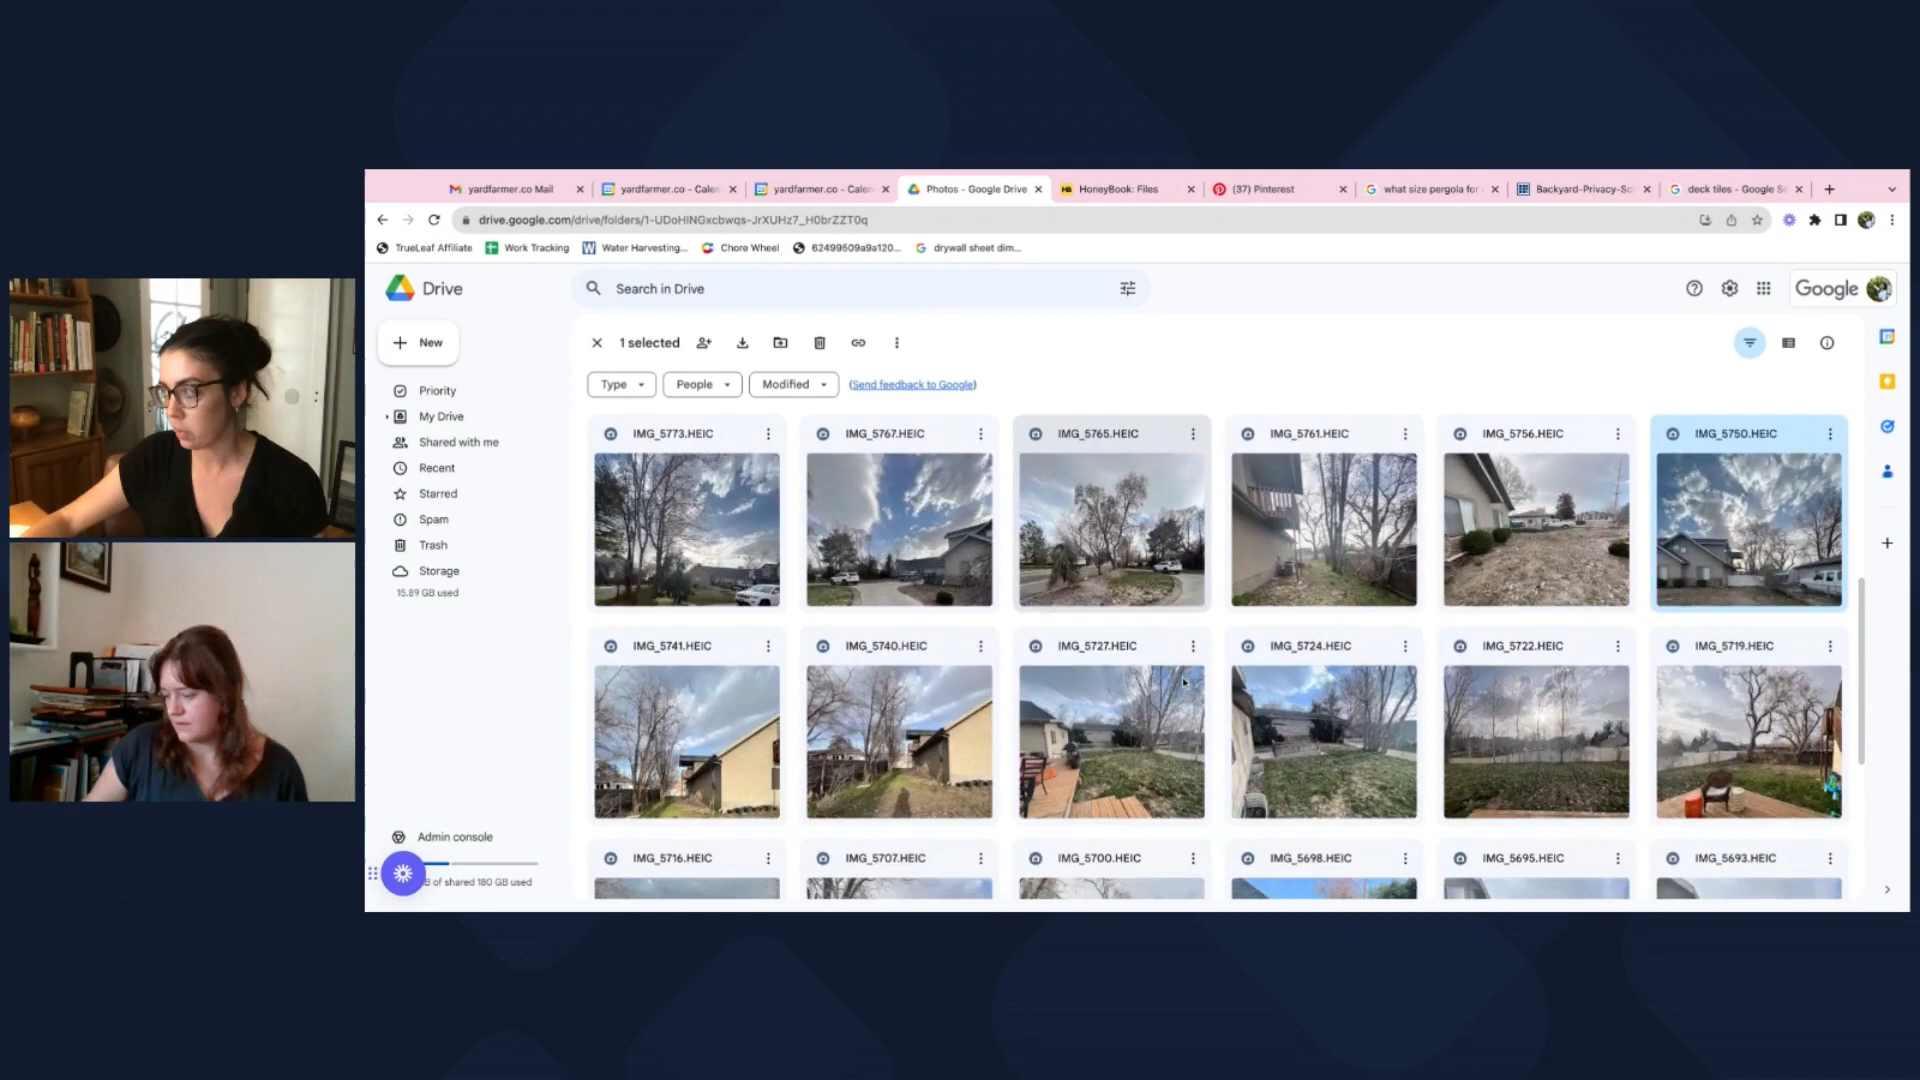 yardfarmer.co Mail
yardfarmer.co - Calen
yardfarmer.co - Calen
Photos - Google Drive
HoneyBook: Files
(37) Pinterest
what size pergola for
Backyard-Privacy-Sc
deck tiles - Google Se
drive.google.com/drive/folders/1-UDoHlNGxcbwqs-JrXUHz7_H0brZZT0q
TrueLeaf Affiliate
Work Tracking
Water Harvesting...
Chore Wheel
62499509a9a120...
drywall sheet dim...
Drive
Search in Drive
Google
New
1 selected
Type
People
Modified
(Send feedback to Google)
Priority
My Drive
Shared with me
Recent
Starred
Spam
Trash
Storage
15.89 GB used
IMG_5773.HEIC
IMG_5767.HEIC
IMG_5765.HEIC
IMG_5761.HEIC
IMG_5756.HEIC
IMG_5750.HEIC
IMG_5741.HEIC
IMG_5740.HEIC
IMG_5727.HEIC
IMG_5724.HEIC
IMG_5722.HEIC
IMG_5719.HEIC
IMG_5716.HEIC
IMG_5707.HEIC
IMG_5700.HEIC
IMG_5698.HEIC
IMG_5695.HEIC
IMG_5693.HEIC
Admin console
B of shared 180 GB used